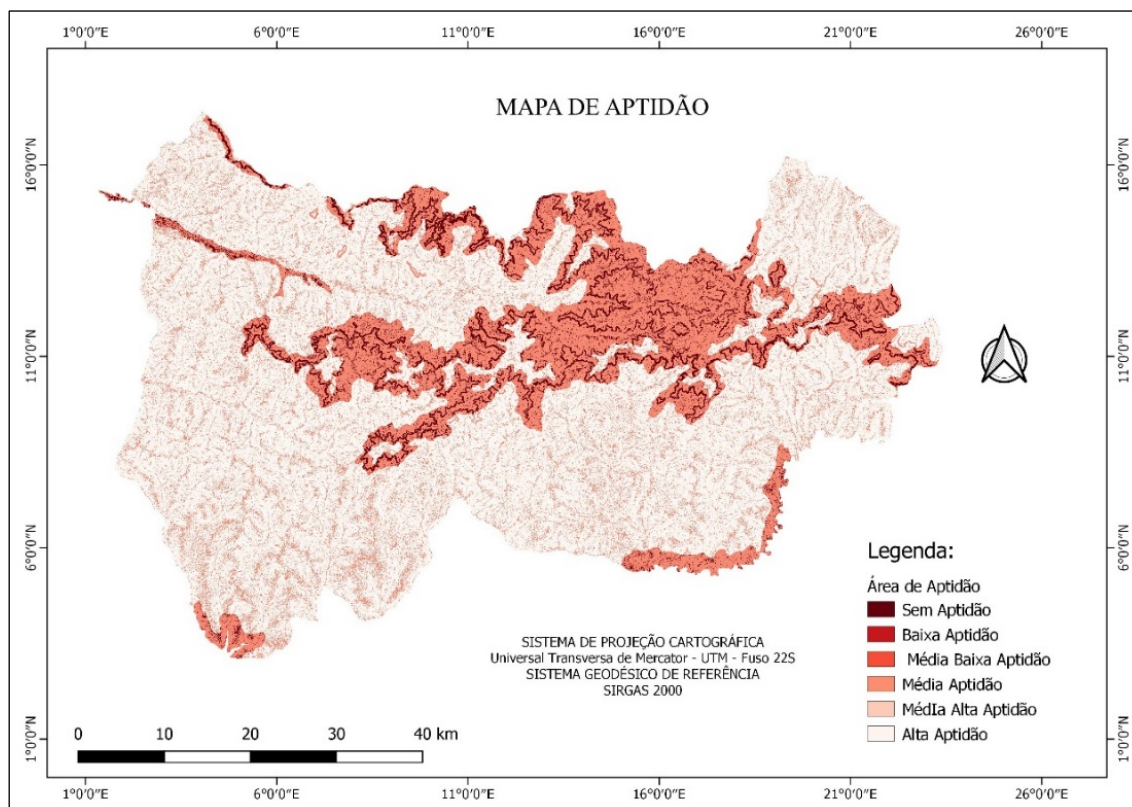 1°0'0"E 6°0'0"E 11°0'0"E 16°0'0"E 21°0'0"E 26°0'0"E
MAPA DE APTIDÃO
16°0'0"N 16°0'0"N
11°0'0"N 11°0'0"N
6°0'0"N 6°0'0"N
1°0'0"N 1°0'0"N
Legenda:
Área de Aptidão
Sem Aptidão
Baixa Aptidão
Média Baixa Aptidão
Média Aptidão
MédIa Alta Aptidão
Alta Aptidão
SISTEMA DE PROJEÇÃO CARTOGRÁFICA
Universal Transversa de Mercator - UTM - Fuso 22S
SISTEMA GEODÉSICO DE REFERÊNCIA
SIRGAS 2000
0 10 20 30 40 km
1°0'0"E 6°0'0"E 11°0'0"E 16°0'0"E 21°0'0"E 26°0'0"E